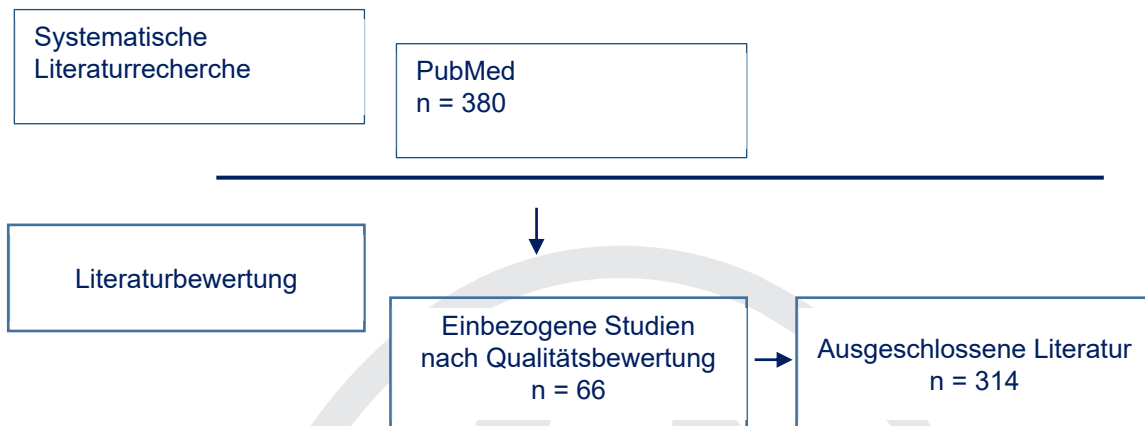 Systematische
Literaturrecherche
PubMed
n = 380
Literaturbewertung
Einbezogene Studien
nach Qualitätsbewertung
n = 66
Ausgeschlossene Literatur
n = 314